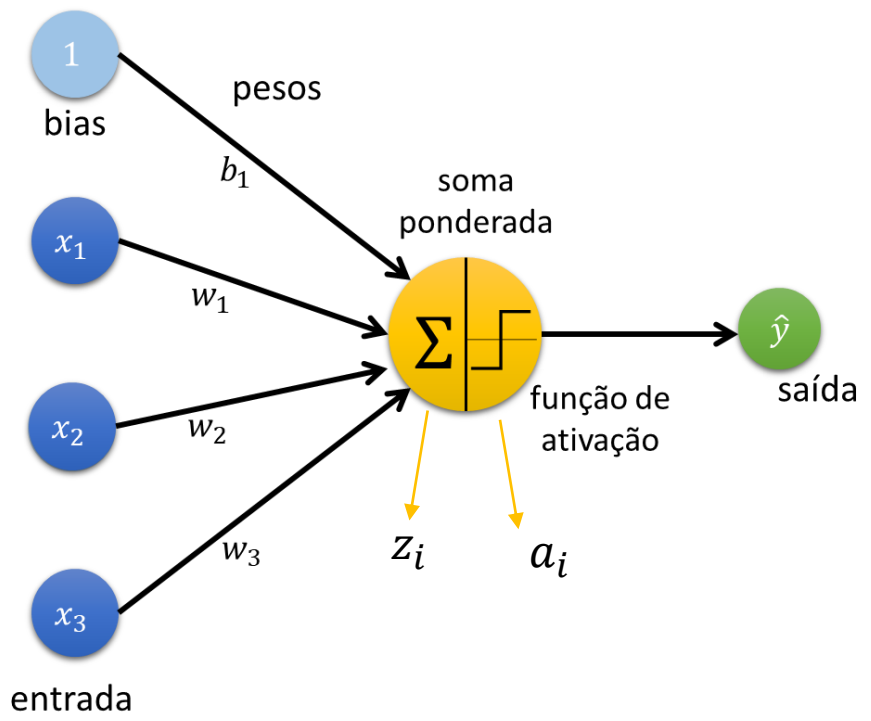 1
bias
pesos
b₁
soma
ponderada
x₁
w₁
Σ
ŷ
saída
função de
ativação
x₂
w₂
zᵢ
aᵢ
w₃
x₃
entrada